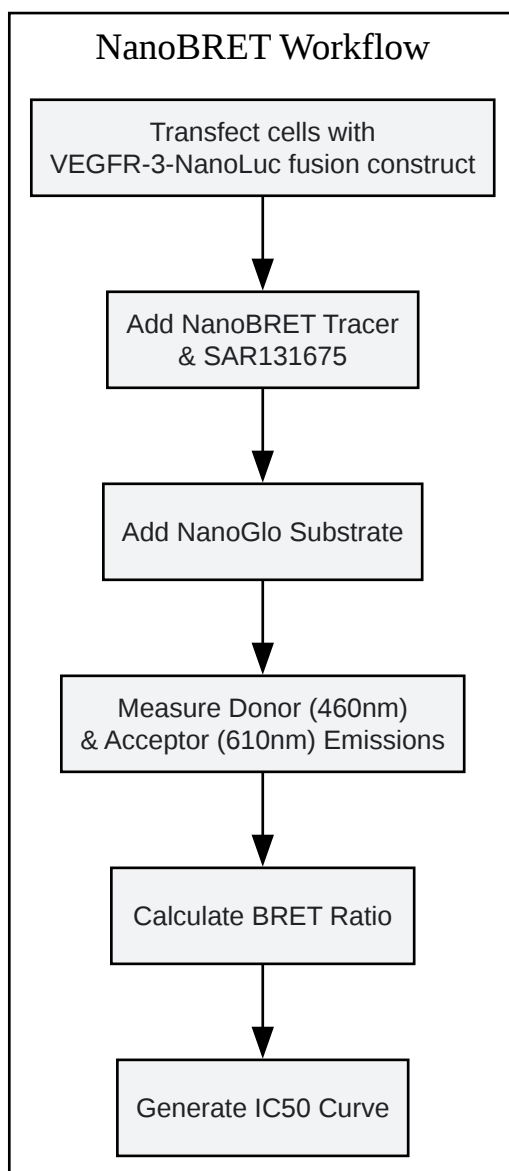 NanoBRET Workflow
Transfect cells with
VEGFR-3-NanoLuc fusion construct
Add NanoBRET Tracer
& SAR131675
Add NanoGlo Substrate
Measure Donor (460nm)
& Acceptor (610nm) Emissions
Calculate BRET Ratio
Generate IC50 Curve